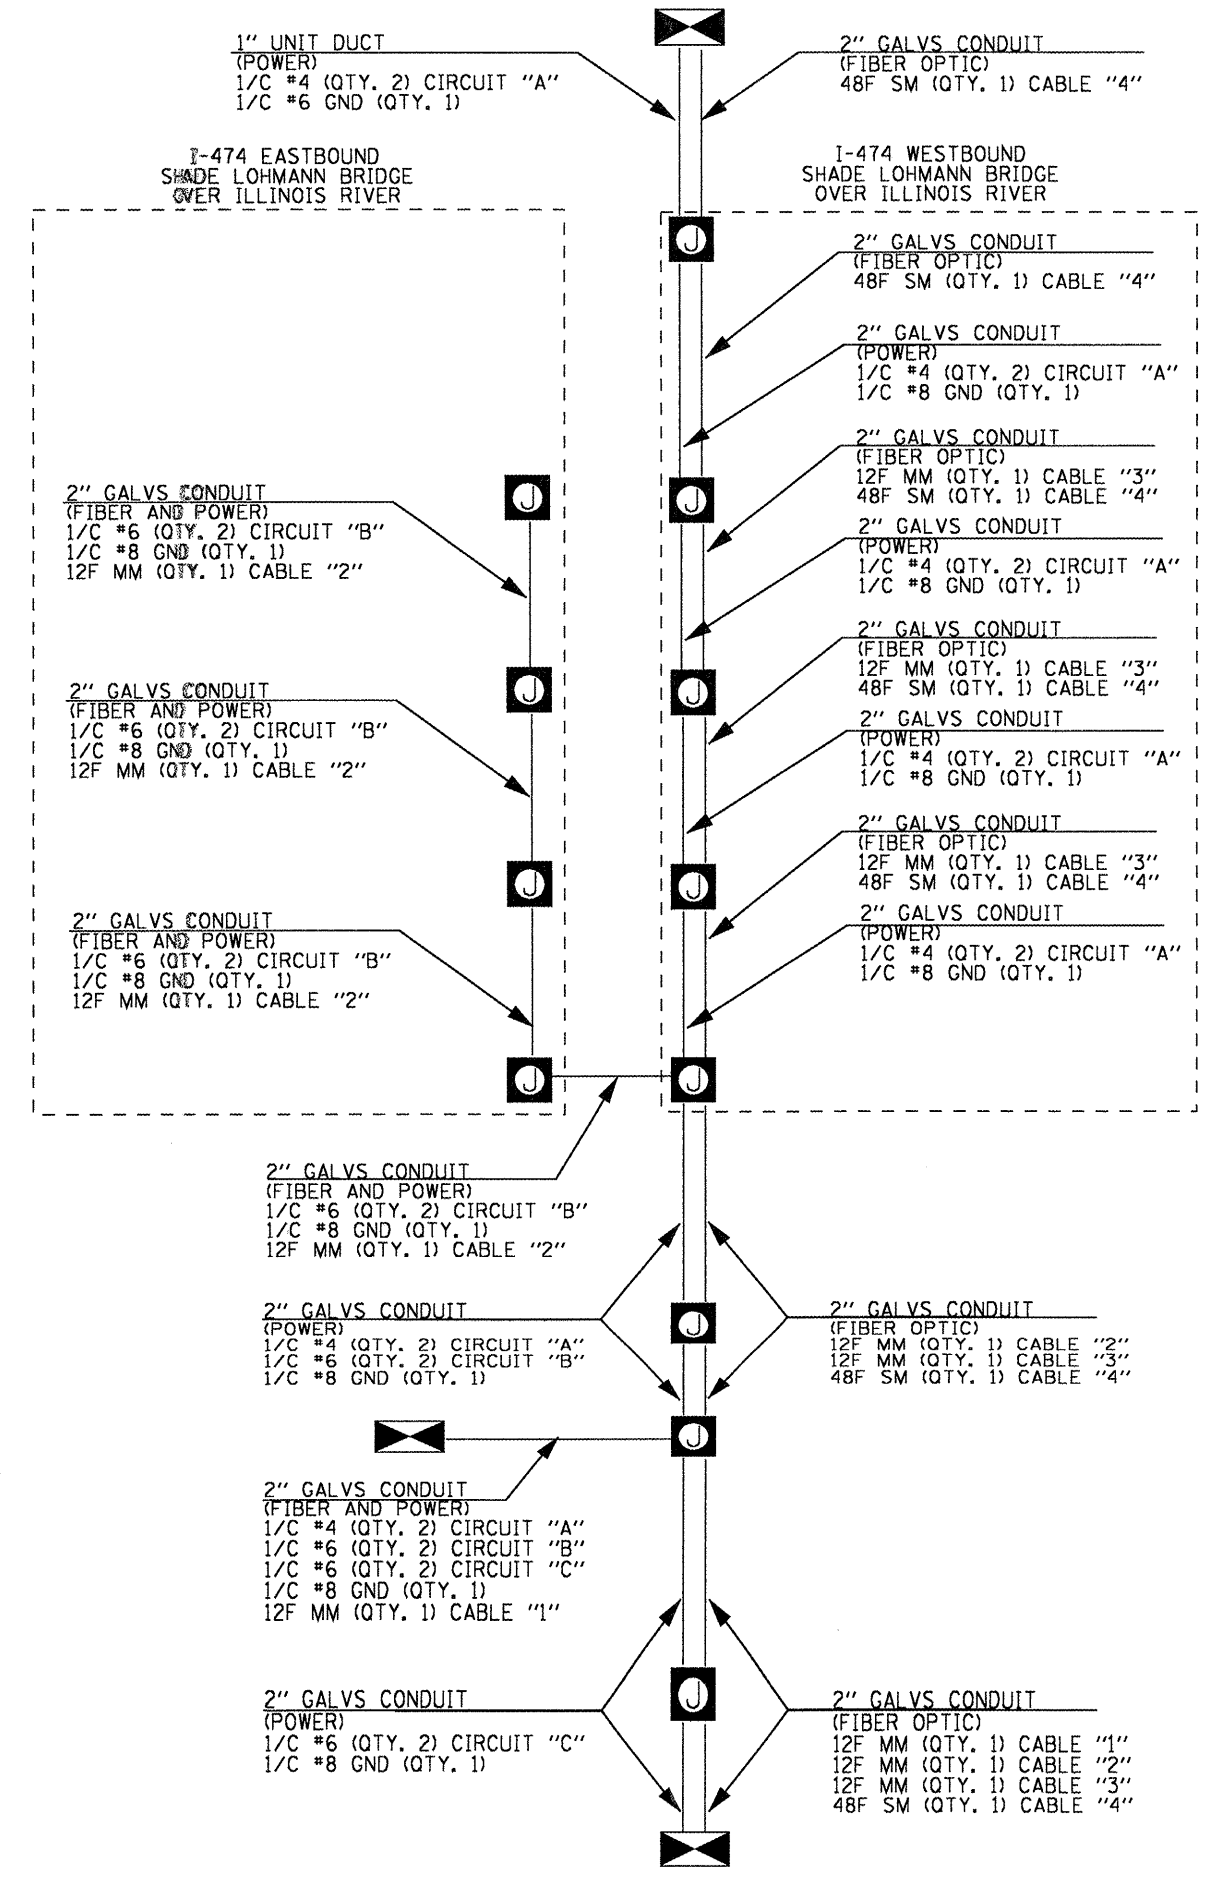 1" UNIT DUCT
(POWER)
1/C #4 (QTY. 2) CIRCUIT "A"
1/C #6 GND (QTY. 1)
2" GALVS CONDUIT
(FIBER OPTIC)
48F SM (QTY. 1) CABLE "4"
I-474 EASTBOUND
SHADE LOHMANN BRIDGE
OVER ILLINOIS RIVER
I-474 WESTBOUND
SHADE LOHMANN BRIDGE
OVER ILLINOIS RIVER
J
2" GALVS CONDUIT
(FIBER OPTIC)
48F SM (QTY. 1) CABLE "4"
2" GALVS CONDUIT
(POWER)
1/C #4 (QTY. 2) CIRCUIT "A"
1/C #8 GND (QTY. 1)
2" GALVS CONDUIT
(FIBER OPTIC)
12F MM (QTY. 1) CABLE "3"
48F SM (QTY. 1) CABLE "4"
J
J
2" GALVS CONDUIT
(FIBER AND POWER)
1/C #6 (QTY. 2) CIRCUIT "B"
1/C #8 GND (QTY. 1)
12F MM (QTY. 1) CABLE "2"
2" GALVS CONDUIT
(POWER)
1/C #4 (QTY. 2) CIRCUIT "A"
1/C #8 GND (QTY. 1)
2" GALVS CONDUIT
(FIBER OPTIC)
12F MM (QTY. 1) CABLE "3"
48F SM (QTY. 1) CABLE "4"
J
J
2" GALVS CONDUIT
(FIBER AND POWER)
1/C #6 (QTY. 2) CIRCUIT "B"
1/C #8 GND (QTY. 1)
12F MM (QTY. 1) CABLE "2"
2" GALVS CONDUIT
(POWER)
1/C #4 (QTY. 2) CIRCUIT "A"
1/C #8 GND (QTY. 1)
2" GALVS CONDUIT
(FIBER OPTIC)
12F MM (QTY. 1) CABLE "3"
48F SM (QTY. 1) CABLE "4"
J
J
2" GALVS CONDUIT
(FIBER AND POWER)
1/C #6 (QTY. 2) CIRCUIT "B"
1/C #8 GND (QTY. 1)
12F MM (QTY. 1) CABLE "2"
2" GALVS CONDUIT
(POWER)
1/C #4 (QTY. 2) CIRCUIT "A"
1/C #8 GND (QTY. 1)
J
J
2" GALVS CONDUIT
(FIBER AND POWER)
1/C #6 (QTY. 2) CIRCUIT "B"
1/C #8 GND (QTY. 1)
12F MM (QTY. 1) CABLE "2"
2" GALVS CONDUIT
(POWER)
1/C #4 (QTY. 2) CIRCUIT "A"
1/C #6 (QTY. 2) CIRCUIT "B"
1/C #8 GND (QTY. 1)
J
2" GALVS CONDUIT
(FIBER OPTIC)
12F MM (QTY. 1) CABLE "2"
12F MM (QTY. 1) CABLE "3"
48F SM (QTY. 1) CABLE "4"
J
2" GALVS CONDUIT
(FIBER AND POWER)
1/C #4 (QTY. 2) CIRCUIT "A"
1/C #6 (QTY. 2) CIRCUIT "B"
1/C #6 (QTY. 2) CIRCUIT "C"
1/C #8 GND (QTY. 1)
12F MM (QTY. 1) CABLE "1"
2" GALVS CONDUIT
(POWER)
1/C #6 (QTY. 2) CIRCUIT "C"
1/C #8 GND (QTY. 1)
J
2" GALVS CONDUIT
(FIBER OPTIC)
12F MM (QTY. 1) CABLE "1"
12F MM (QTY. 1) CABLE "2"
12F MM (QTY. 1) CABLE "3"
48F SM (QTY. 1) CABLE "4"